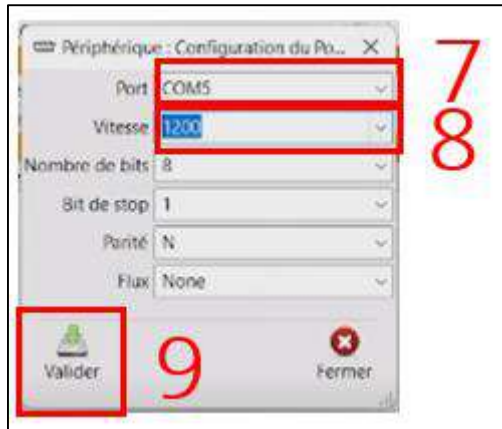 Périphérique : Configuration du Po... 
Port COM5 7
Vitesse 1200 8
Nombre de bits 8
Bit de stop 1
Parité N
Flux None
Valider 9 Fermer